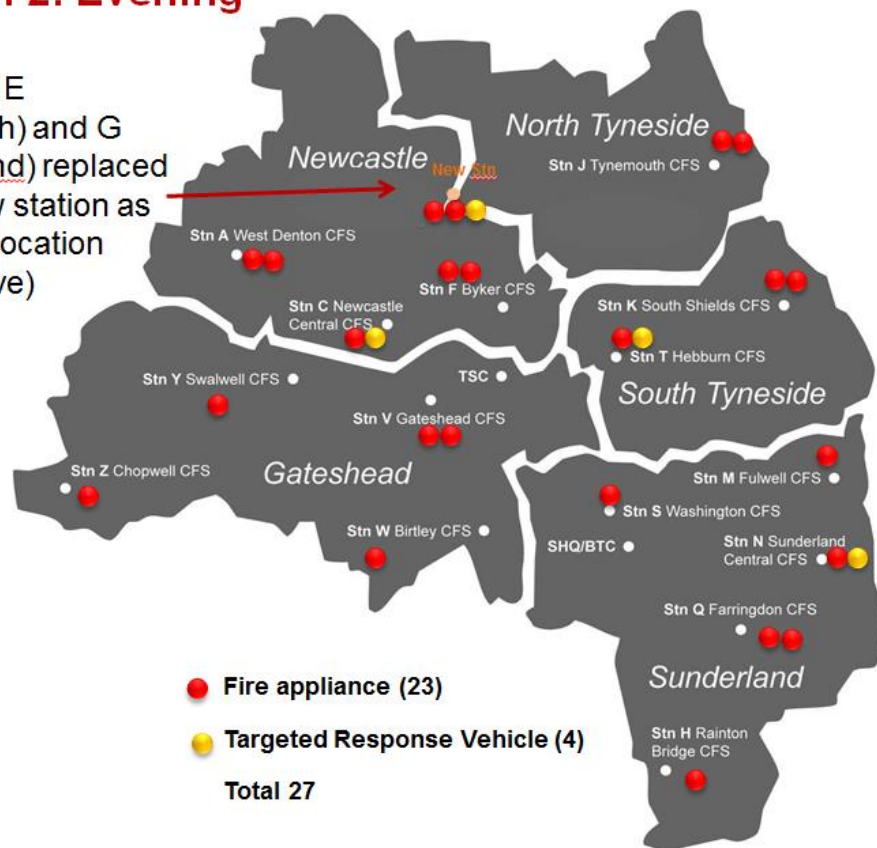 Evening
E
and G
replaced
station as
location
North Tyneside
Newcastle
New Stn
Stn J Tynemouth CFS
Stn A West Denton CFS
Stn F Byker CFS
Stn C Newcastle
Central CFS
Stn K South Shields CFS
Stn T Hebburn CFS
South Tyneside
Stn Y Swalwell CFS
TSC
Stn V Gateshead CFS
Gateshead
Stn Z Chopwell CFS
Stn W Birtley CFS
Stn M Fulwell CFS
Stn S Washington CFS
SHQ/BTC
Stn N Sunderland
Central CFS
Stn Q Farringdon CFS
Sunderland
Stn H Rainton
Bridge CFS
Fire appliance (23)
Targeted Response Vehicle (4)
Total 27